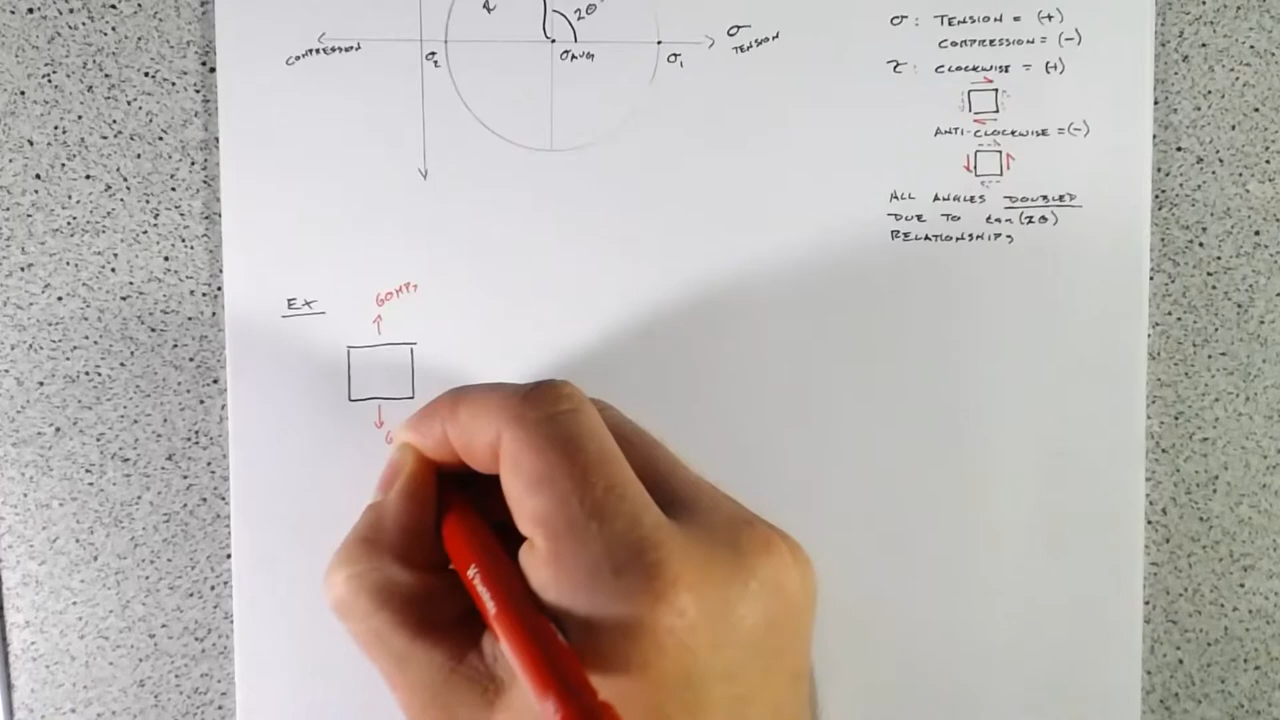 R
2θ
σ
COMPRESSION
TENSION
σ₂
σAVG
σ₁
σ: TENSION = (+)
COMPRESSION = (-)
τ: CLOCKWISE = (+)
ANTI-CLOCKWISE = (-)
ALL ANGLES DOUBLED
DUE TO tan(2θ)
RELATIONSHIPS
Ex
60MPa
6